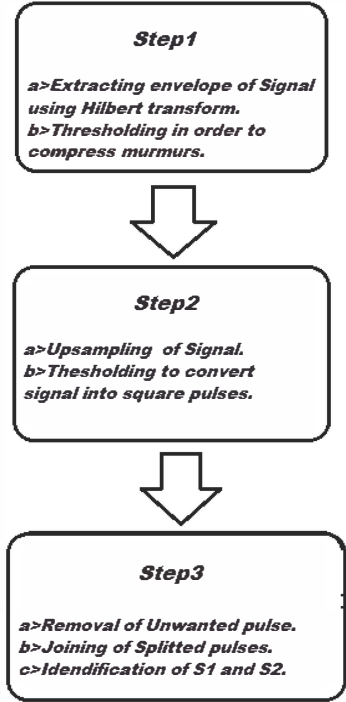 Step1
a>Extracting envelope of Signal
using Hilbert transform.
b>Thresholding in order to
compress murmurs.
Step2
a>Upsampling of Signal.
b>Thesholding to convert
signal into square pulses.
Step3
a>Removal of Unwanted pulse.
b>Joining of Splitted pulses.
c>Idendification of S1 and S2.